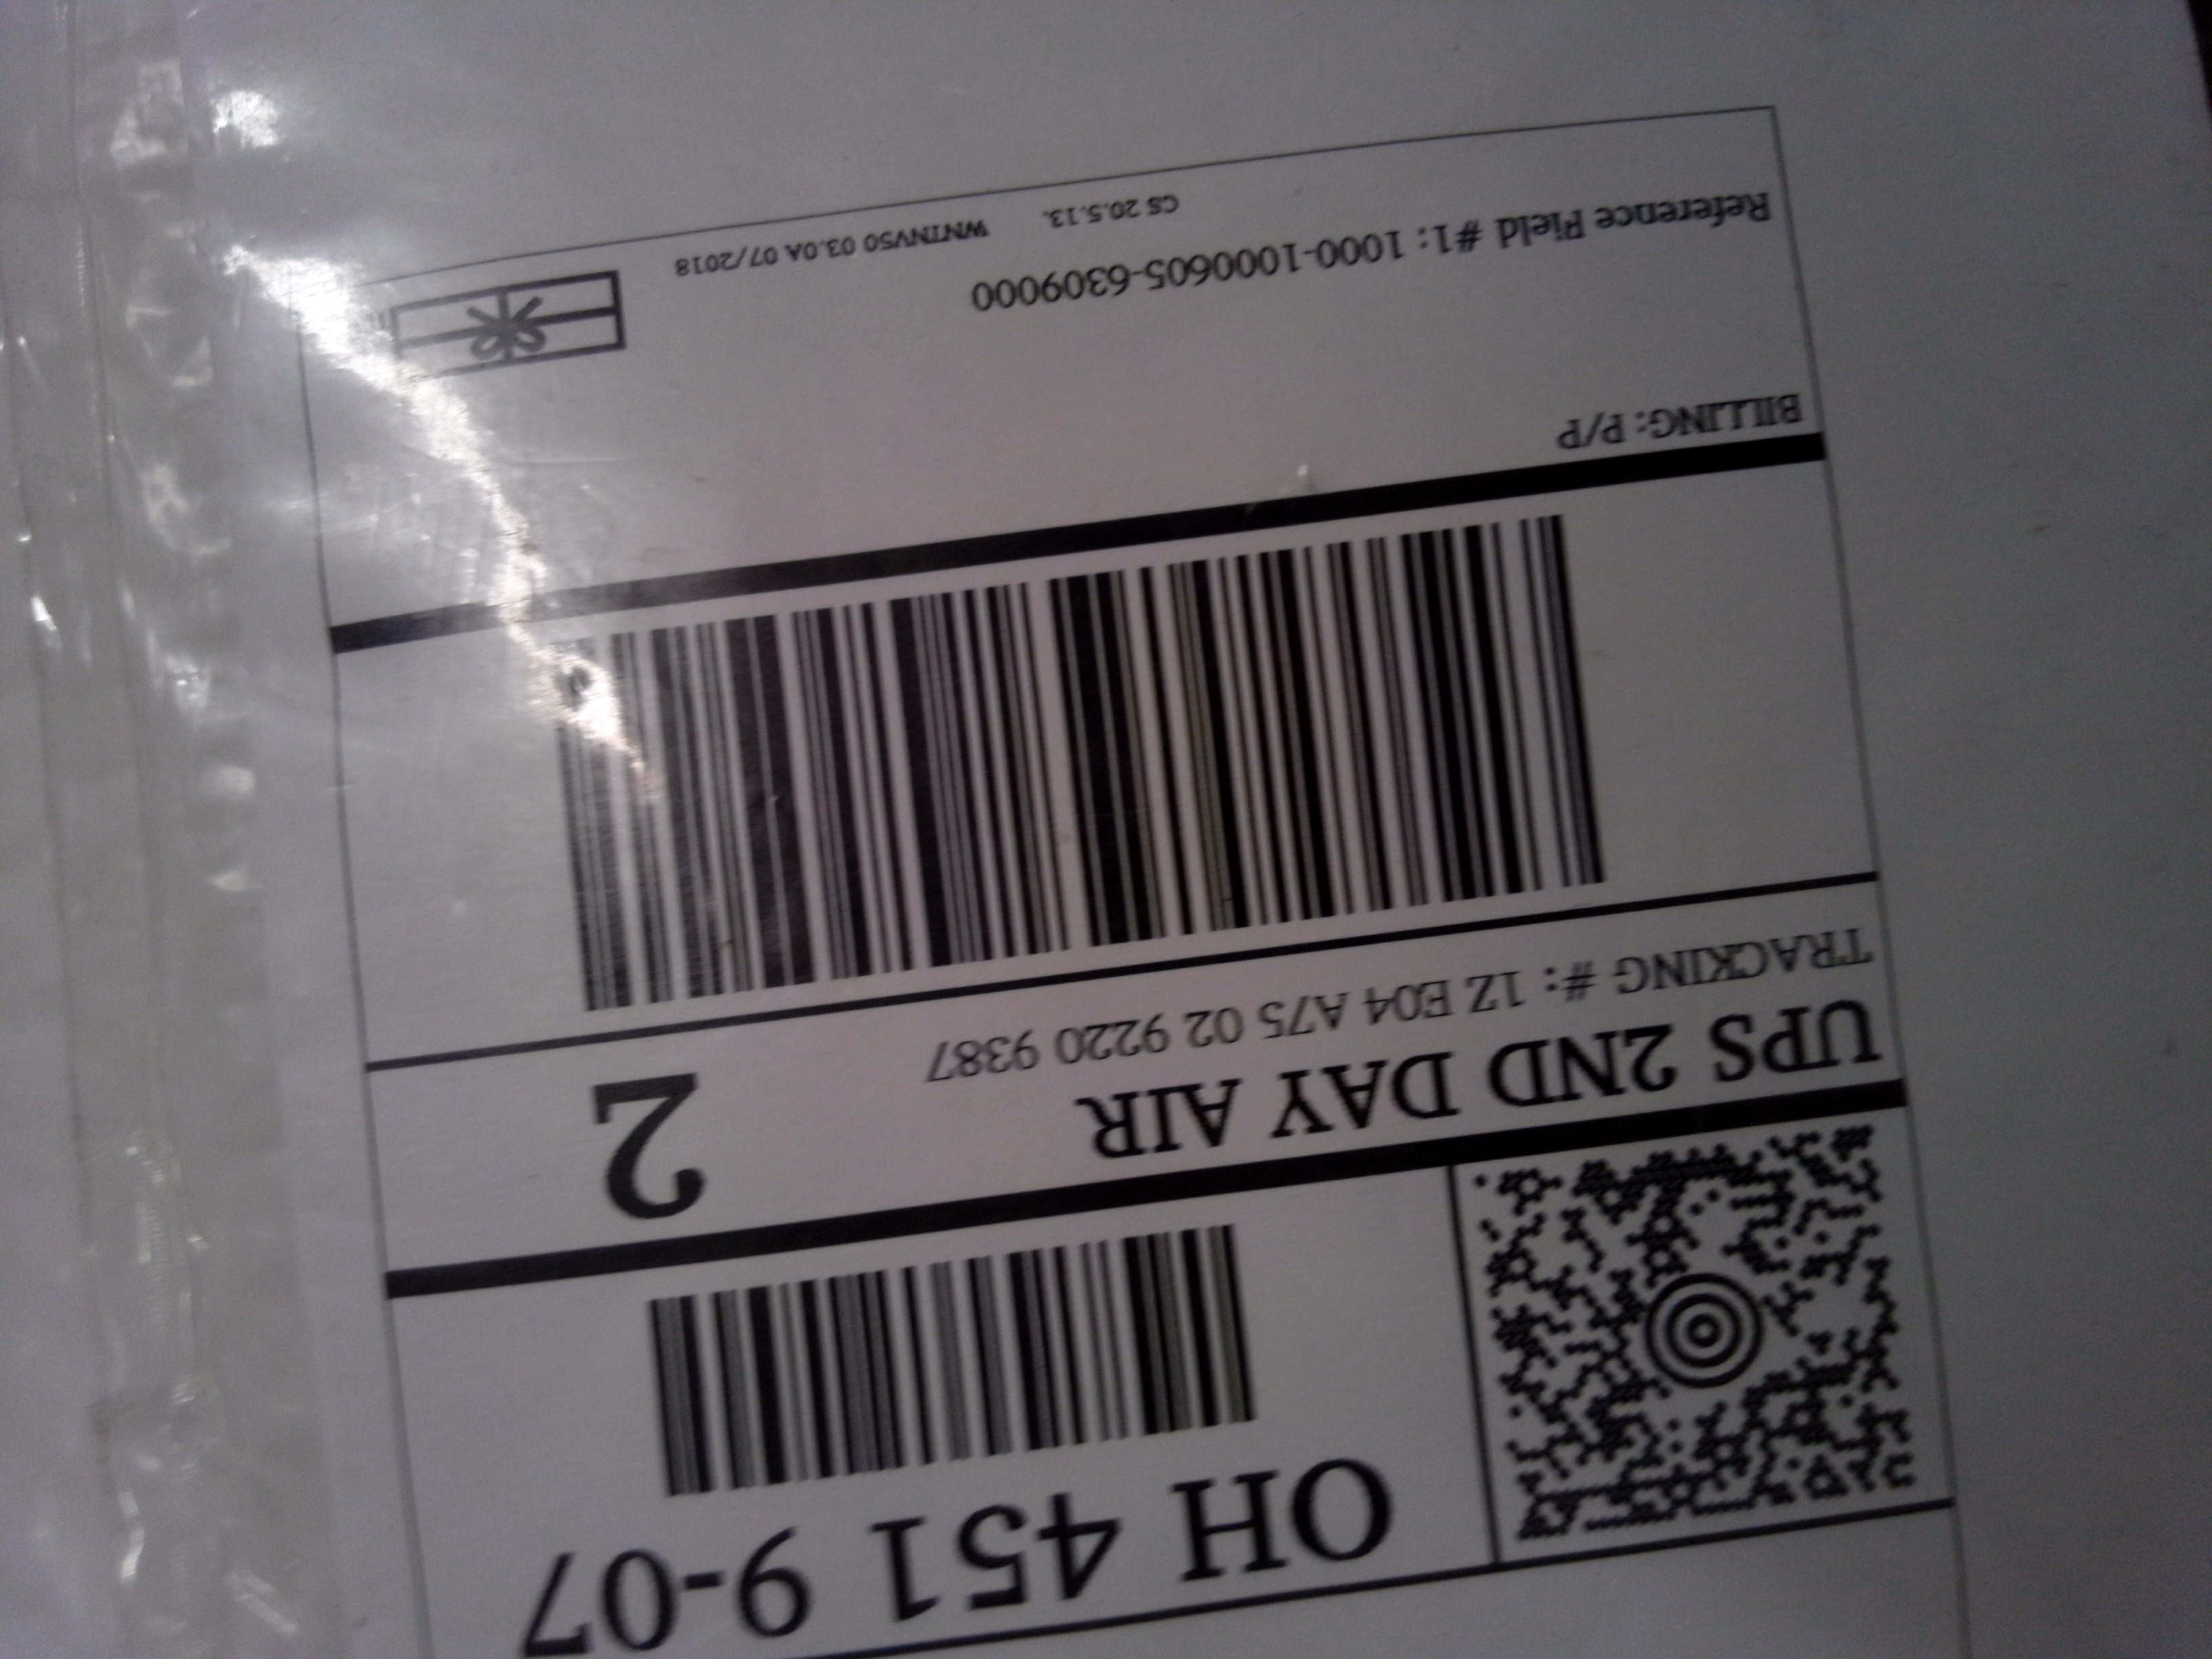 OH 451 9-07
UPS 2ND DAY AIR
2
TRACKING #: 1Z E04 A75 02 9220 9387
BILLING: P/P
Reference Field #1: 1000-1000605-6309000
CS 20.5.13. WNTNV50 03.0A 07/2018